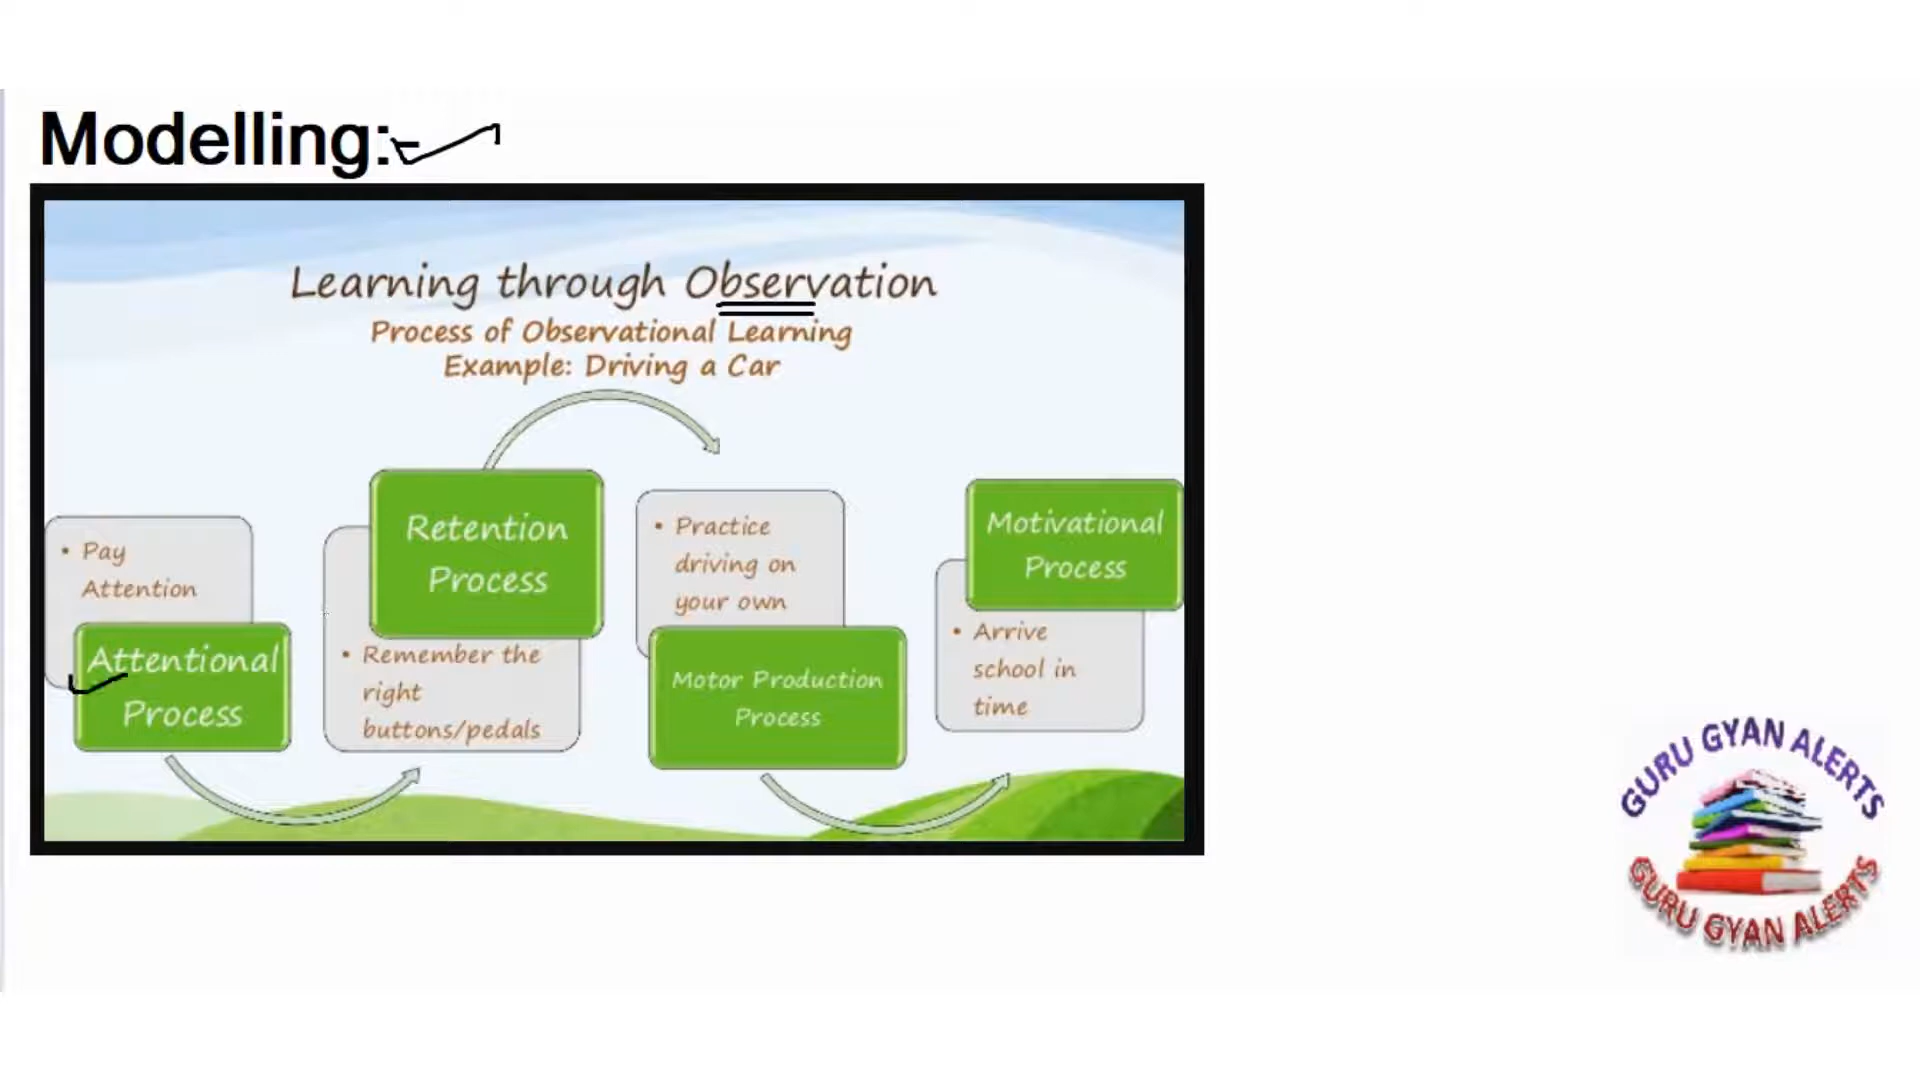 Modelling:-
Learning through Observation
Process of Observational Learning
Example: Driving a Car
• Pay
Attention
Attentional
Process
Retention
Process
• Remember the
right
buttons/pedals
• Practice
driving on
your own
Motor Production
Process
Motivational
Process
• Arrive
school in
time
GURU GYAN ALERTS
GURU GYAN ALERTS